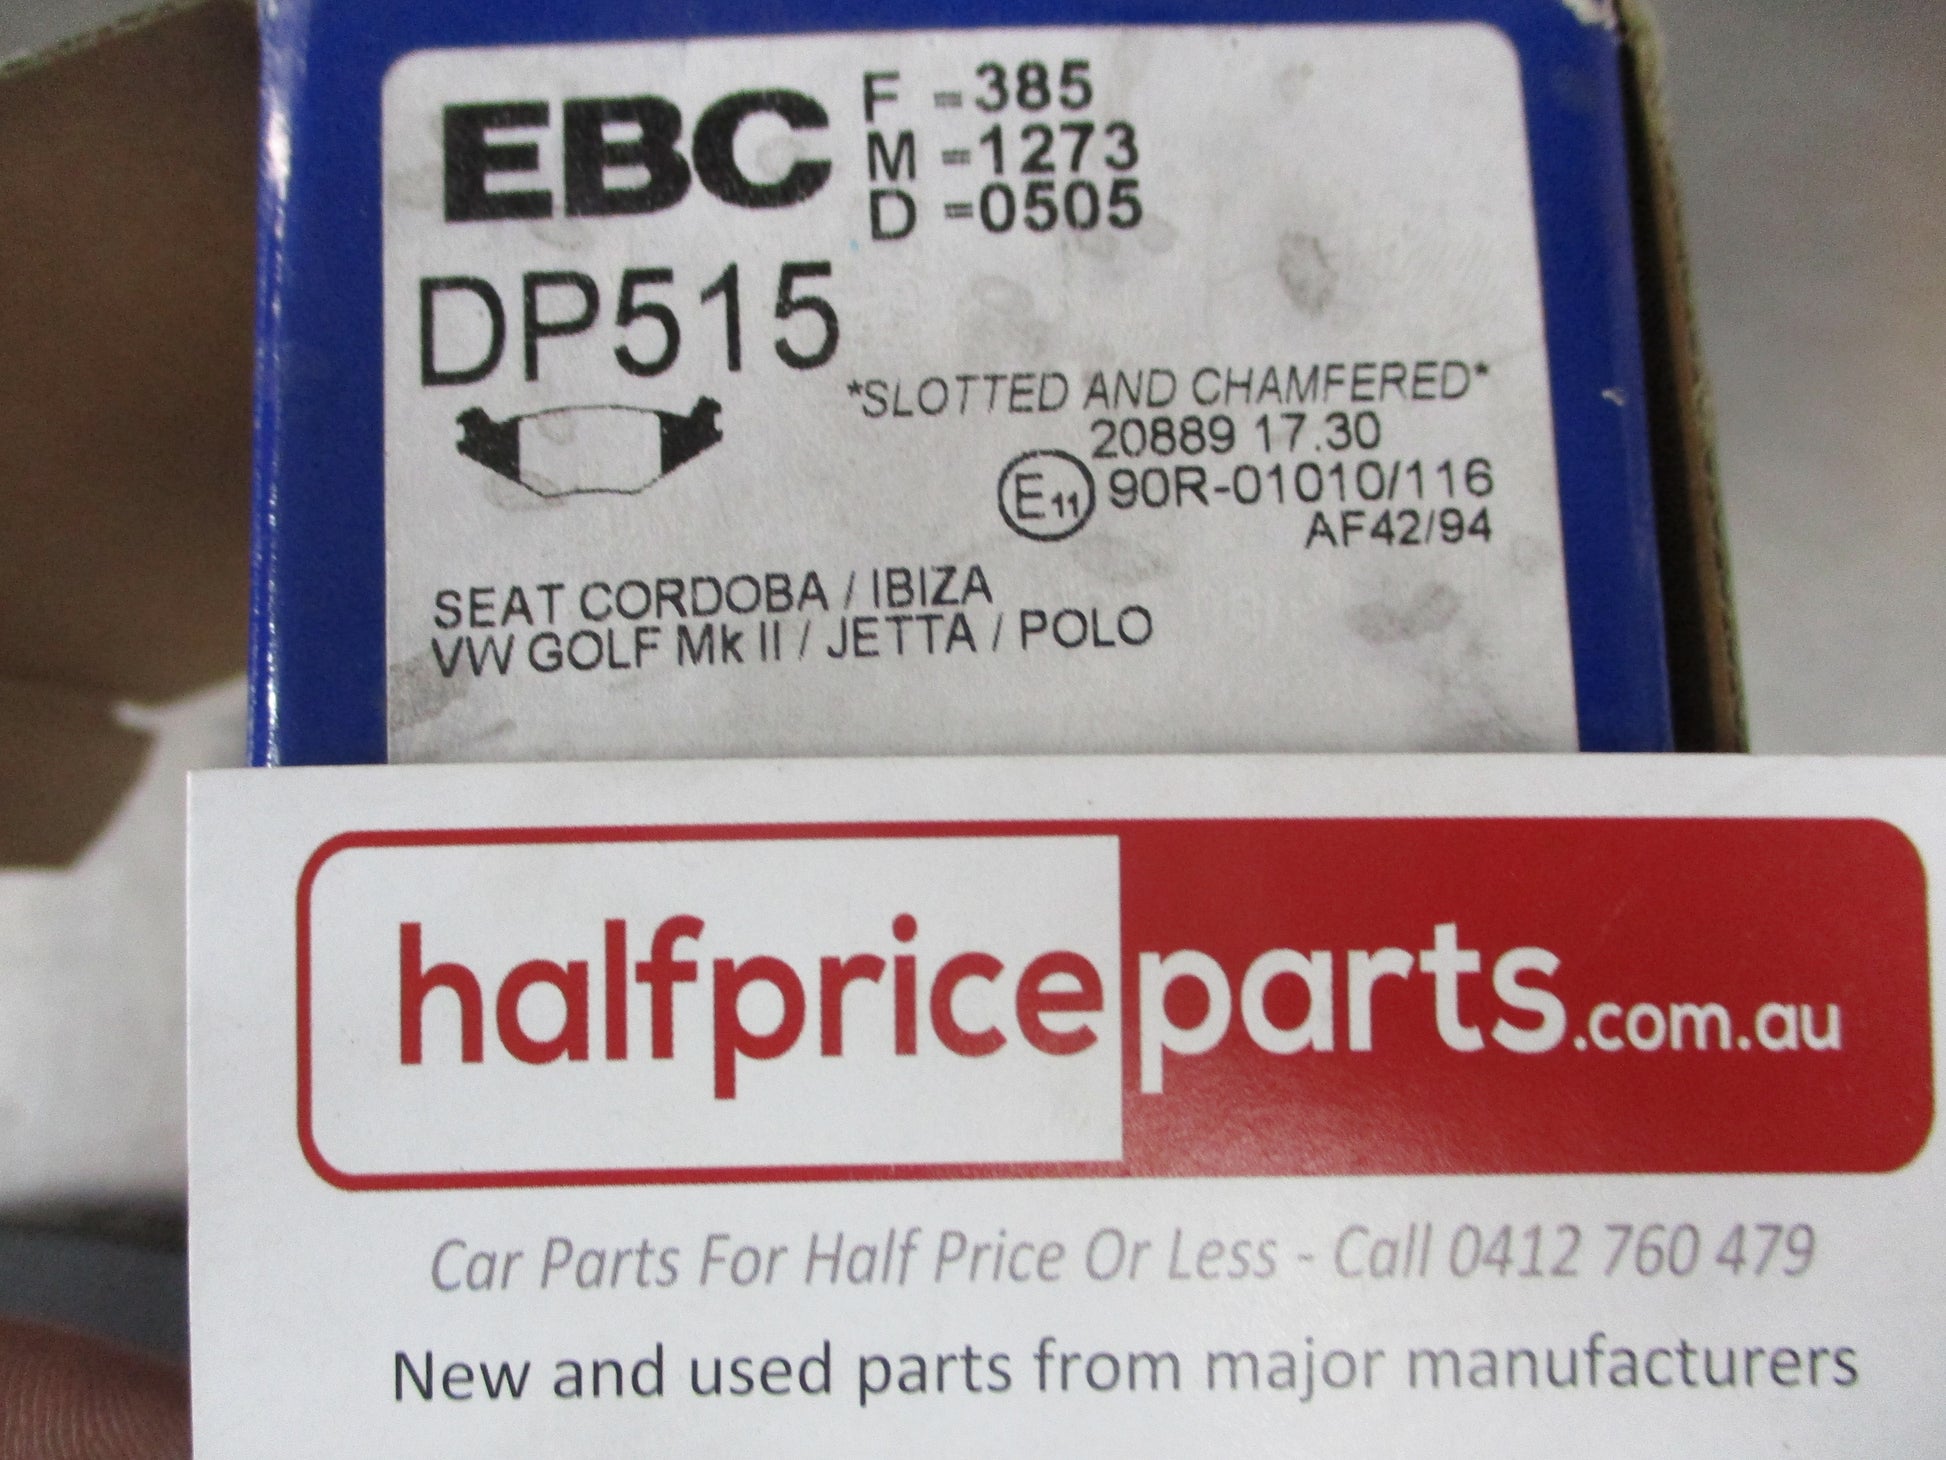 EBC
F =385
M =1273
D =0505
DP515
*SLOTTED AND CHAMFERED*
20889 17.30
E11 90R-01010/116
AF42/94
SEAT CORDOBA / IBIZA
VW GOLF Mk II / JETTA / POLO
halfpriceparts.com.au
Car Parts For Half Price Or Less - Call 0412 760 479
New and used parts from major manufacturers